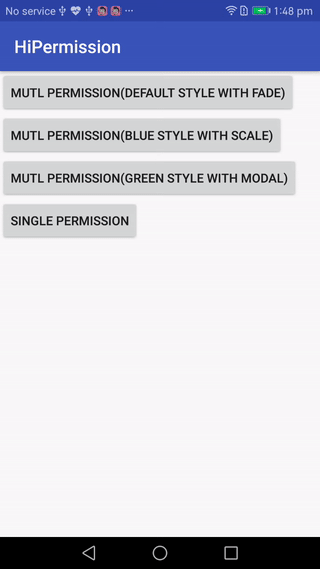 No service 1:48 pm
HiPermission
MUTL PERMISSION(DEFAULT STYLE WITH FADE)
MUTL PERMISSION(BLUE STYLE WITH SCALE)
MUTL PERMISSION(GREEN STYLE WITH MODAL)
SINGLE PERMISSION